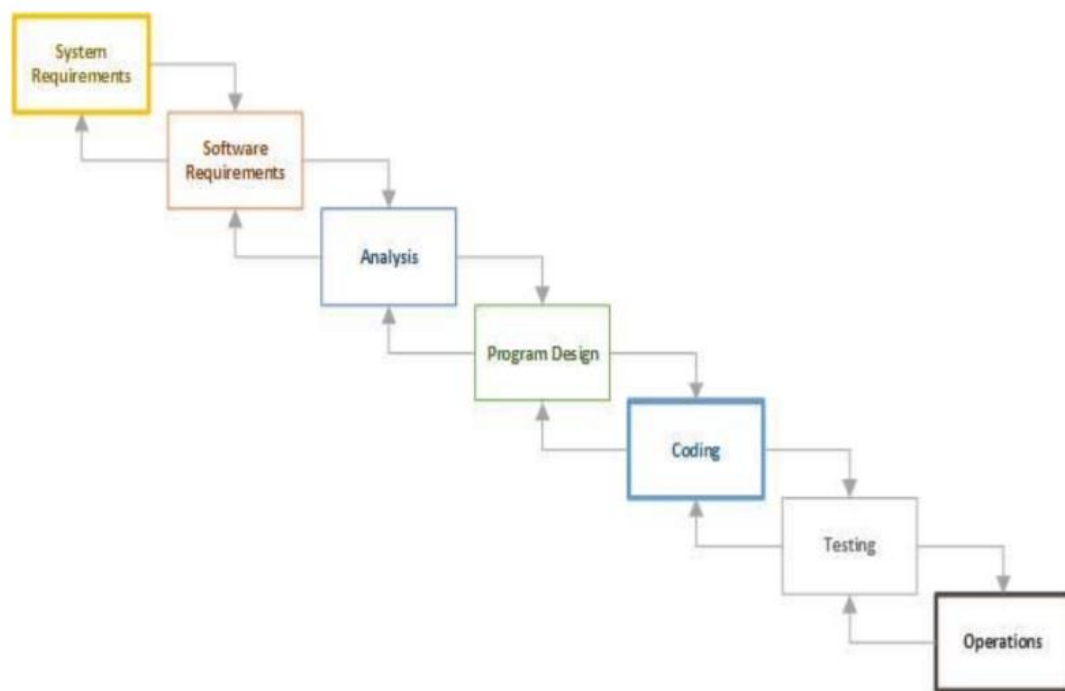 System
Requirements
Software
Requirements
Analysis
Program Design
Coding
Testing
Operations